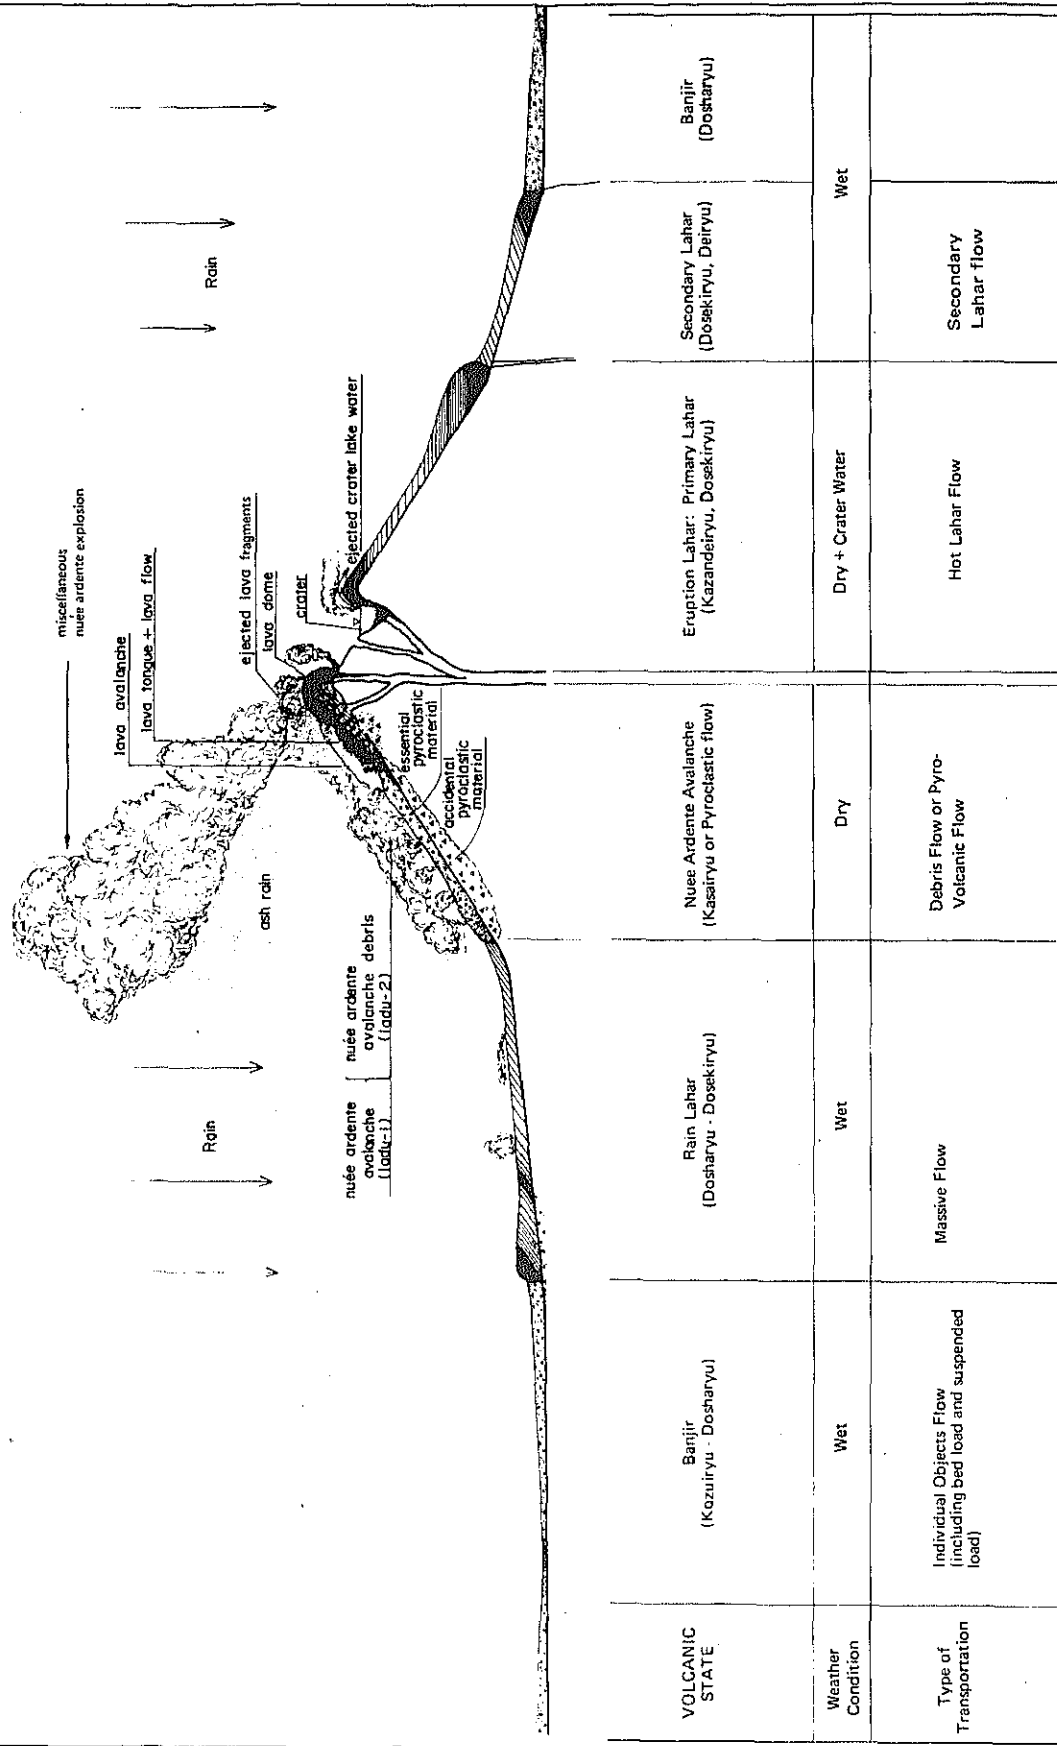 miscellaneous
nuée ardente explosion
lava avalanche
lava tongue + lava flow
ejected lava fragments
lava dome
crater
ejected crater lake water
Rain
ash rain
Rain
essential
pyroclastic
material
accidental
pyroclastic
material
nuée ardente
avalanche
(ladu-1)
nuée ardente
avalanche debris
(ladu-2)
VOLCANIC
STATE
Banjir
(Kozuiryu - Dosharyu)
Rain Lahar
(Dosharyu - Dosekiryu)
Nuee Ardente Avalanche
(Kasairyu or Pyroclastic flow)
Eruption Lahar: Primary Lahar
(Kazandeiryu, Dosekiryu)
Secondary Lahar
(Dosekiryu, Deiryu)
Banjir
(Dosharyu)
Weather
Condition
Wet
Wet
Dry
Dry + Crater Water
Wet
Type of
Transportation
Individual Objects Flow
(including bed load and suspended
load)
Massive Flow
Debris Flow or Pyro-
Volcanic Flow
Hot Lahar Flow
Secondary
Lahar flow